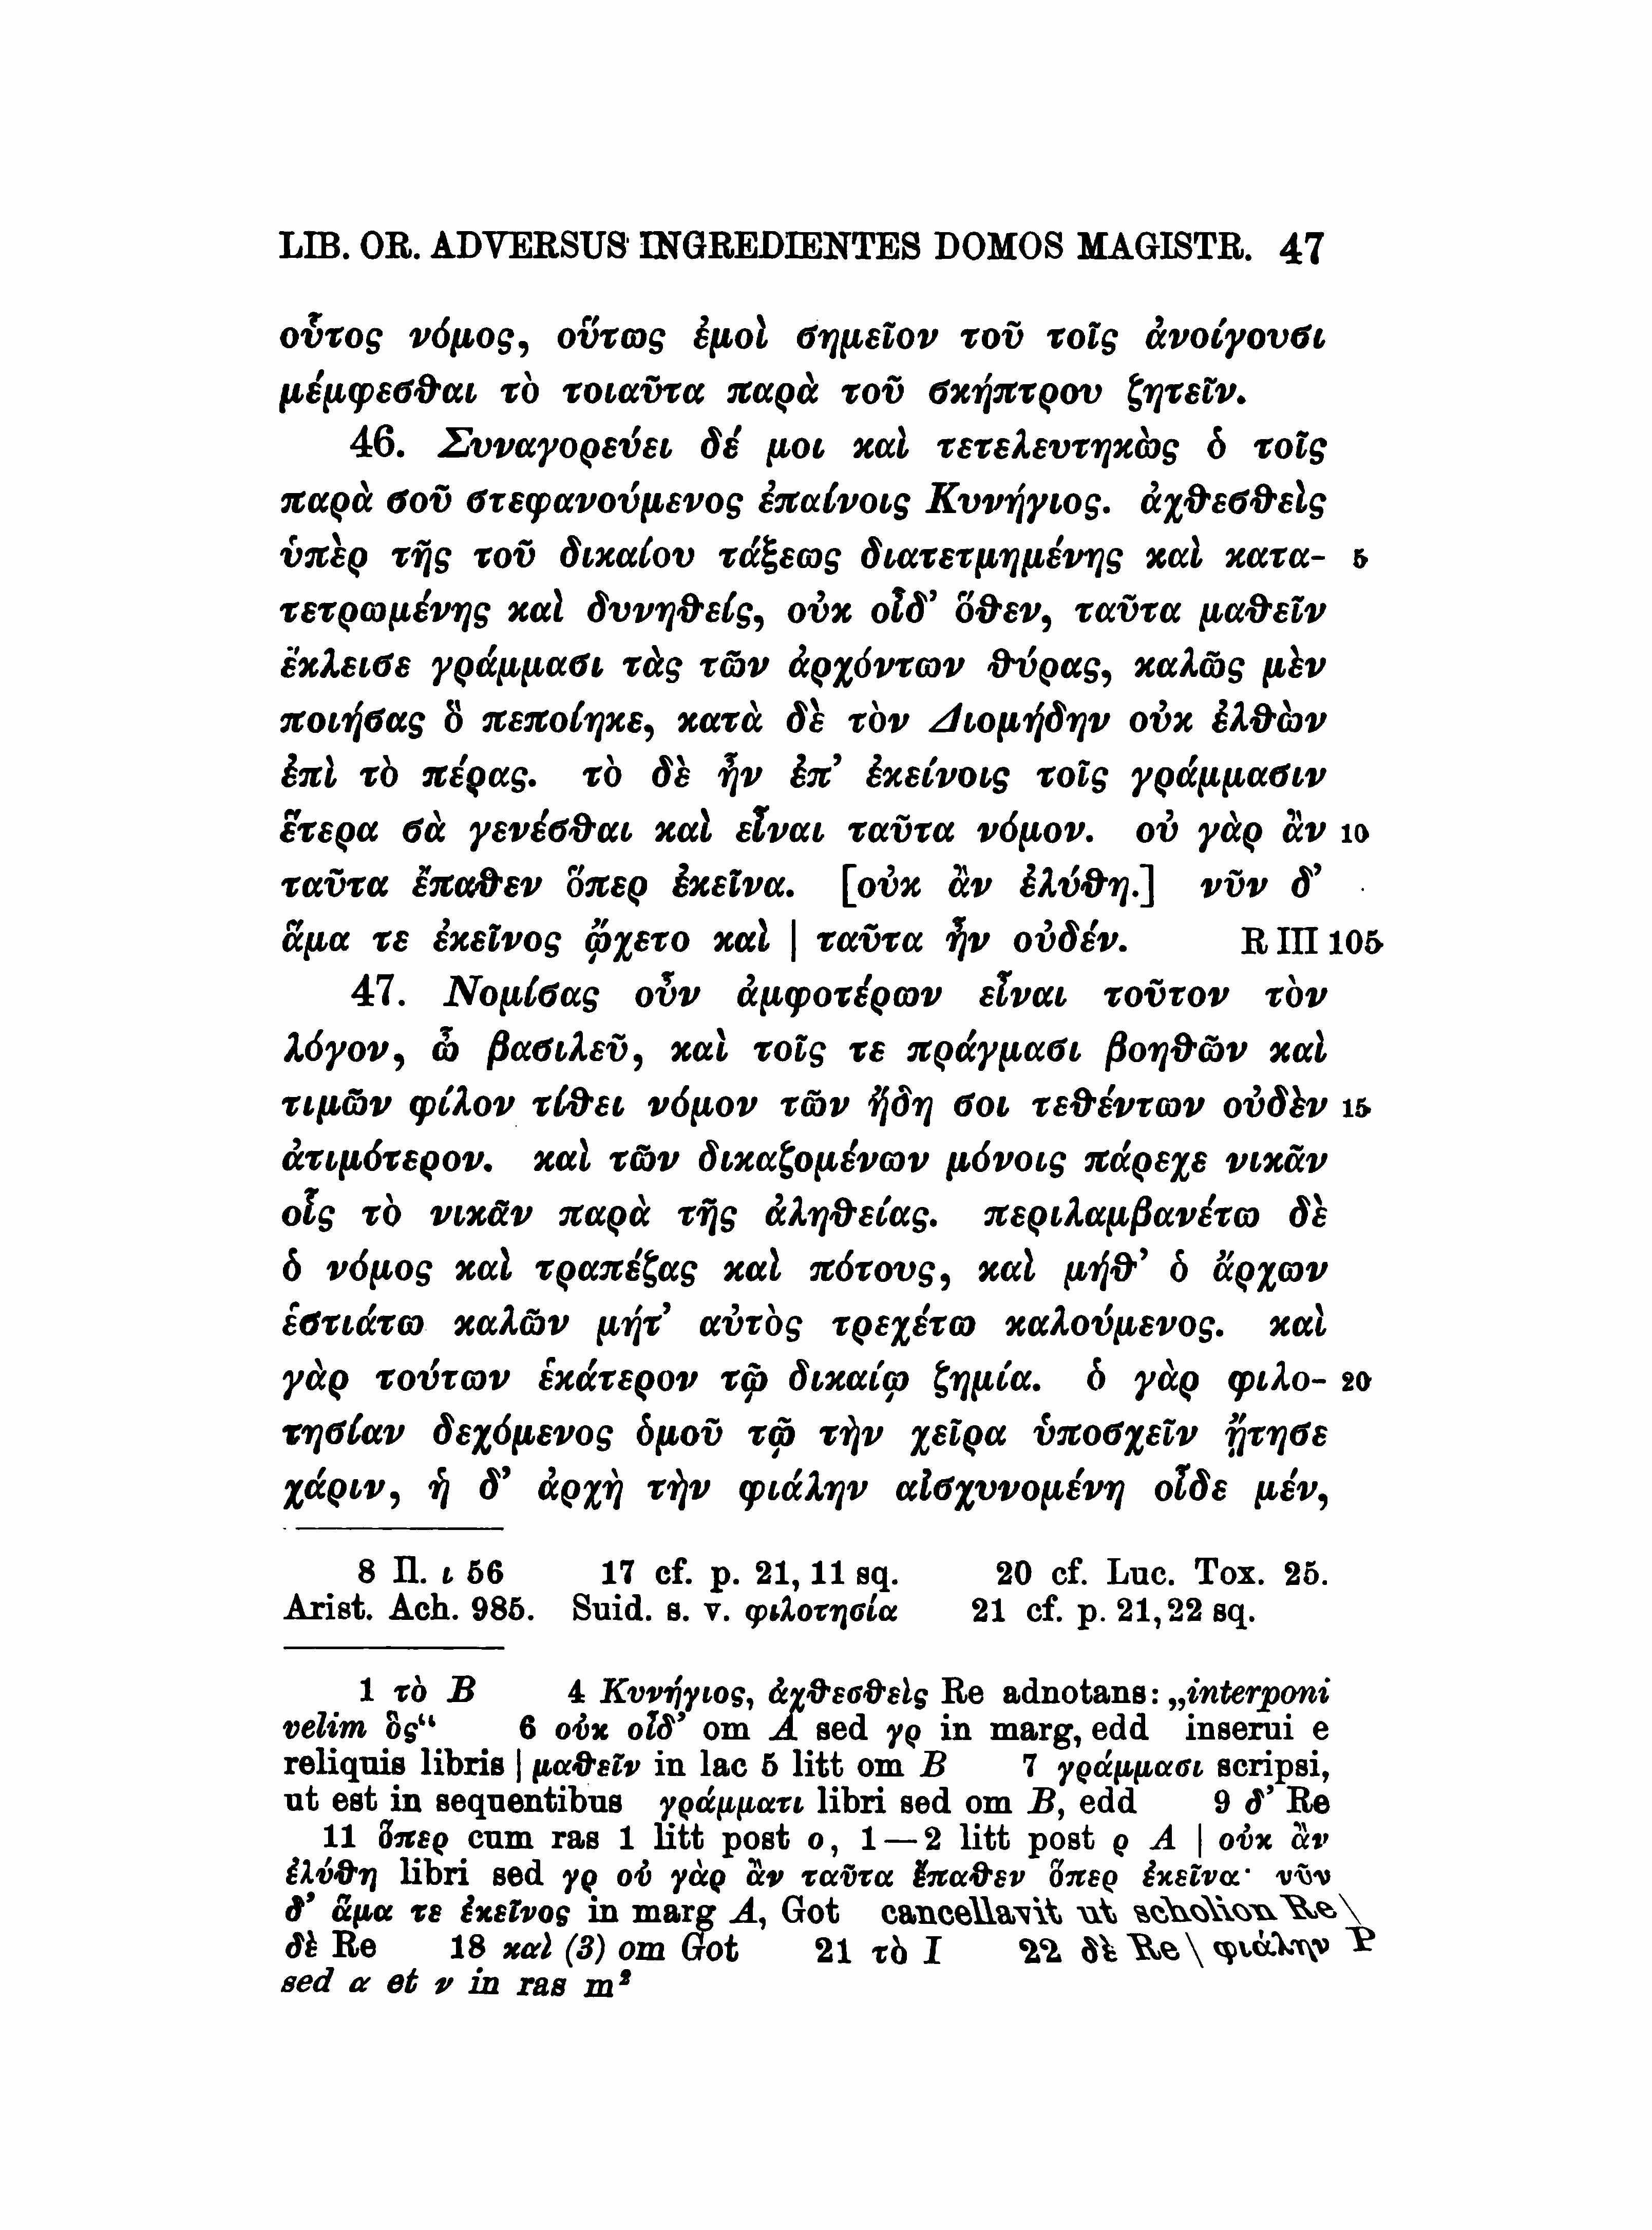 LIB. OR. ADVERSUS INGREDIENTES DOMOS MAGISTR. 47
οὗτος νόμος, οὕτως ἐμοὶ σημεῖον τοῦ τοῖς ἀνοίγουσι
μέμφεσθαι τὸ τοιαῦτα παρὰ τοῦ σκήπτρου ζητεῖν.
46. Συναγορεύει δέ μοι καὶ τετελευτηκὼς ὁ τοῖς
παρὰ σοῦ στεφανούμενος ἐπαίνοις Κυνήγιος. ἀχθεσθεὶς
ὑπὲρ τῆς τοῦ δικαίου τάξεως διατετμημένης καὶ κατα- 5
τετρωμένης καὶ δυνηθείς, οὐκ οἶδ’ ὅθεν, ταῦτα μαθεῖν
ἔκλεισε γράμμασι τὰς τῶν ἀρχόντων θύρας, καλῶς μὲν
ποιήσας ὃ πεποίηκε, κατὰ δὲ τὸν Διομήδην οὐκ ἐλθὼν
ἐπὶ τὸ πέρας. τὸ δὲ ἦν ἐπ’ ἐκείνοις τοῖς γράμμασιν
ἕτερα σὰ γενέσθαι καὶ εἶναι ταῦτα νόμον. οὐ γὰρ ἂν 10
ταῦτα ἔπαθεν ὅπερ ἐκεῖνα. [οὐκ ἂν ἐλύθη.] νῦν δ’
ἅμα τε ἐκεῖνος ᾤχετο καὶ | ταῦτα ἦν οὐδέν. R III 105
47. Νομίσας οὖν ἀμφοτέρων εἶναι τοῦτον τὸν
λόγον, ὦ βασιλεῦ, καὶ τοῖς τε πράγμασι βοηθῶν καὶ
τιμῶν φίλον τίθει νόμον τῶν ἤδη σοι τεθέντων οὐδὲν 15
ἀτιμότερον. καὶ τῶν δικαζομένων μόνοις πάρεχε νικᾶν
οἷς τὸ νικᾶν παρὰ τῆς ἀληθείας. περιλαμβανέτω δὲ
ὁ νόμος καὶ τραπέζας καὶ πότους, καὶ μήθ’ ὁ ἄρχων
ἑστιάτω καλῶν μήτ’ αὐτὸς τρεχέτω καλούμενος. καὶ
γὰρ τούτων ἑκάτερον τῷ δικαίῳ ζημία. ὁ γὰρ φιλο- 20
τησίαν δεχόμενος ὁμοῦ τῷ τὴν χεῖρα ὑποσχεῖν ᾔτησε
χάριν, ἡ δ’ ἀρχὴ τὴν φιάλην αἰσχυνομένη οἶδε μέν,
8 Il. ι 56 17 cf. p. 21, 11 sq. 20 cf. Luc. Tox. 25.
Arist. Ach. 985. Suid. s. v. φιλοτησία 21 cf. p. 21,22 sq.
1 τὸ B 4 Κυνήγιος, ἀχθεσθεὶς Re adnotans: „interponi
velim ὃς“ 6 οὐκ οἶδ’ om A sed γρ in marg, edd inserui e
reliquis libris | μαθεῖν in lac 5 litt om B 7 γράμμασι scripsi,
ut est in sequentibus γράμματι libri sed om B, edd 9 δ’ Re
11 ὅπερ cum ras 1 litt post ο, 1—2 litt post ρ A | οὐκ ἂν
ἐλύθη libri sed γρ οὐ γὰρ ἂν ταῦτα ἔπαθεν ὅπερ ἐκεῖνα· νῦν
δ’ ἅμα τε ἐκεῖνος in marg A, Got cancellavit ut scholion Re \
δὲ Re 18 καὶ (3) om Got 21 τὸ I 22 δὲ Re \ φιάλην P
sed α et ν in ras m²